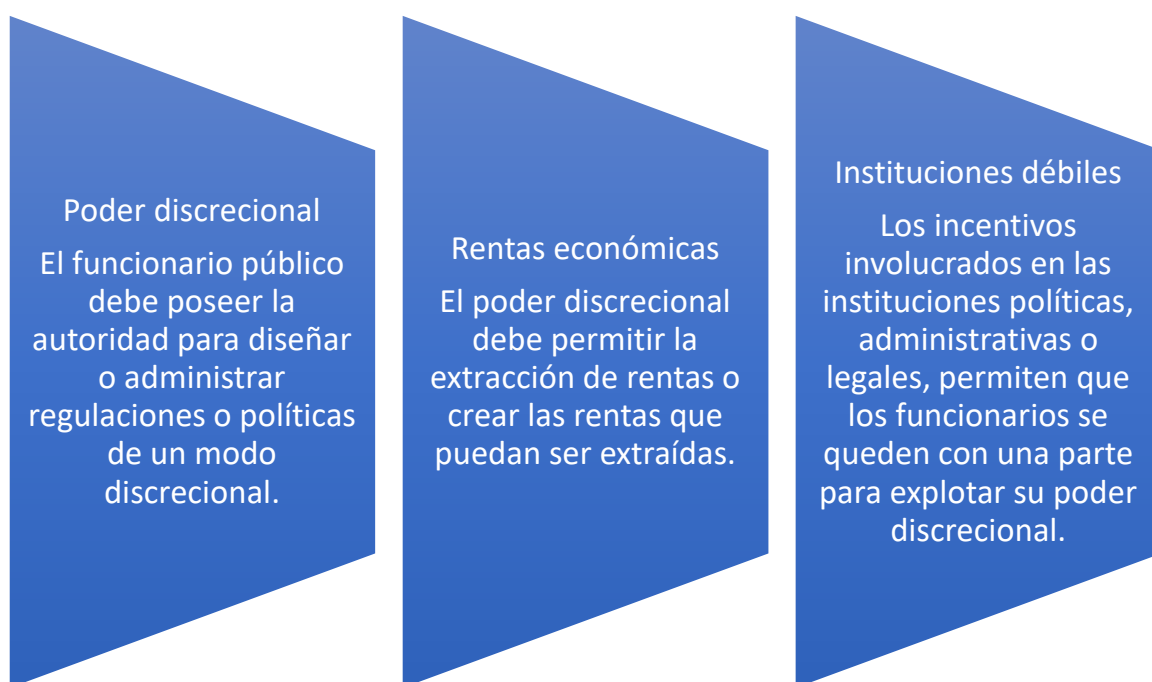 Poder discrecional
El funcionario público
debe poseer la
autoridad para diseñar
o administrar
regulaciones o políticas
de un modo
discrecional.
Rentas económicas
El poder discrecional
debe permitir la
extracción de rentas o
crear las rentas que
puedan ser extraídas.
Instituciones débiles
Los incentivos
involucrados en las
instituciones políticas,
administrativas o
legales, permiten que
los funcionarios se
queden con una parte
para explotar su poder
discrecional.